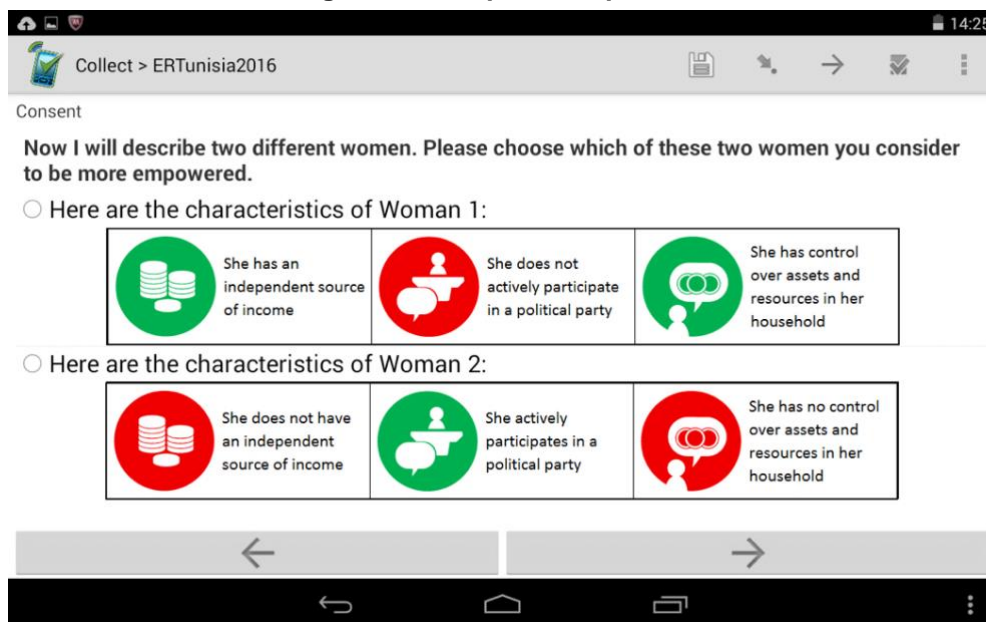 14:25
Collect > ERTunisia2016
Consent
Now I will describe two different women. Please choose which of these two women you consider
to be more empowered.
Here are the characteristics of Woman 1:
She has an
independent source
of income
She does not
actively participate
in a political party
She has control
over assets and
resources in her
household
Here are the characteristics of Woman 2:
She does not have
an independent
source of income
She actively
participates in a
political party
She has no control
over assets and
resources in her
household